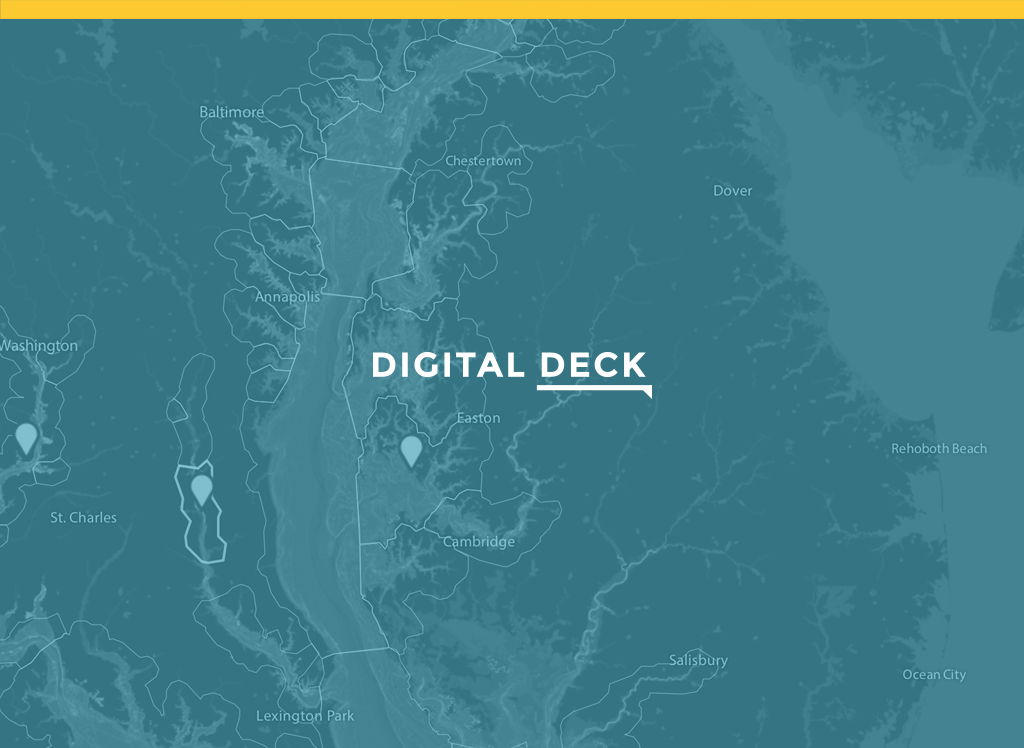 Baltimore
Chestertown
Dover
Annapolis
Washington
DIGITAL DECK
Easton
Rehoboth Beach
St. Charles
Cambridge
Salisbury
Ocean City
Lexington Park